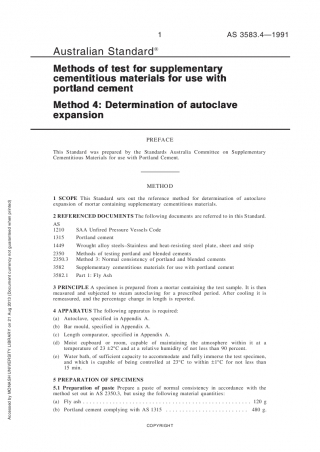 1
AS 3583.4—1991
Australian Standard®
Methods of test for supplementary
cementitious materials for use with
portland cement
Method 4: Determination of autoclave
expansion
PREFACE
This Standard was prepared by the Standards Australia Committee on Supplementary
Cementitious Materials for use with Portland Cement.
METHOD
1 SCOPE This Standard sets out the reference method for determination of autoclave
expansion of mortar containing supplementary cementitious materials.
2 REFERENCED DOCUMENTS The following documents are referred to in this Standard.
AS
1210 SAA Unfired Pressure Vessels Code
1315 Portland cement
1449 Wrought alloy steels–Stainless and heat-resisting steel plate, sheet and strip
2350 Methods of testing portland and blended cements
2350.3 Method 3: Normal consistency of portland and blended cements
3582 Supplementary cementitious materials for use with portland cement
3582.1 Part 1: Fly Ash
3 PRINCIPLE A specimen is prepared from a mortar containing the test sample. It is then
measured and subjected to steam autoclaving for a prescribed period. After cooling it is
remeasured, and the percentage change in length is reported.
4 APPARATUS The following apparatus is required:
(a) Autoclave, specified in Appendix A.
(b) Bar mould, specified in Appendix A.
(c) Length comparator, specified in Appendix A.
(d) Moist cupboard or room, capable of maintaining the atmosphere within it at a
temperatures of 23 ±2°C and at a relative humidity of not less than 90 percent.
(e) Water bath, of sufficient capacity to accommodate and fully immerse the test specimen,
and which is capable of being controlled at 23°C to within ±1°C for not less than
15 min.
5 PREPARATION OF SPECIMENS
5.1 Preparation of paste Prepare a paste of normal consistency in accordance with the
method set out in AS 2350.3, but using the following material quantities:
(a) Fly ash . . . . . . . . . . . . . . . . . . . . . . . . . . . . . . . . . . . . . . . . 120 g
(b) Portland cement complying with AS 1315 . . . . . . . . . . . . . . . . . . . . 480 g.
COPYRIGHT
Accessed by MONASH UNIVERSITY LIBRARY on 21 Aug 2013 (Document currency not guaranteed when printed)